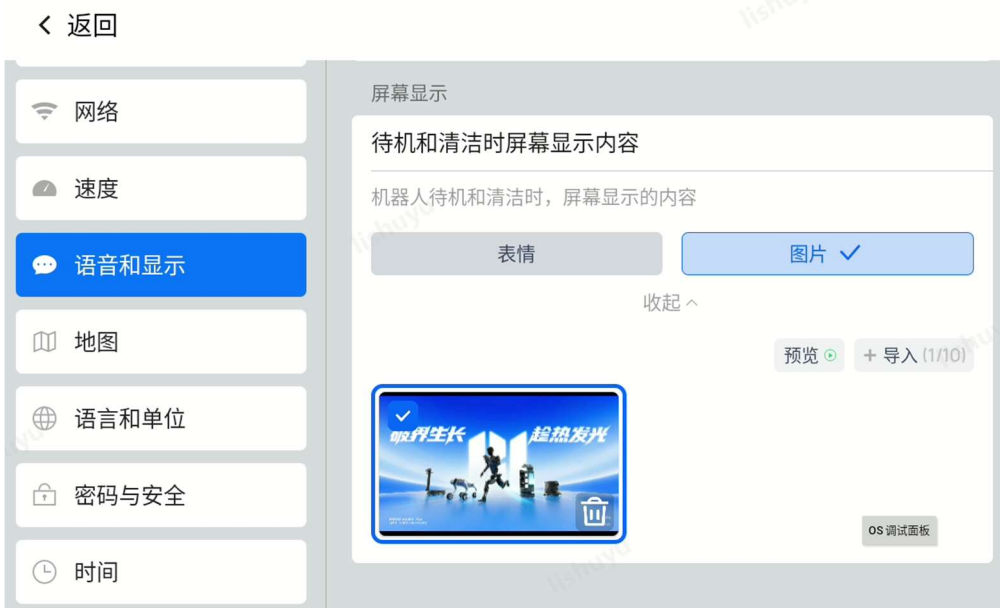 返回
网络
速度
语音和显示
地图
语言和单位
密码与安全
时间
屏幕显示
待机和清洁时屏幕显示内容
机器人待机和清洁时，屏幕显示的内容
表情
图片
收起
预览
+ 导入 (1/10)
破界生长 趁热发光
OS 调试面板
lishuyu